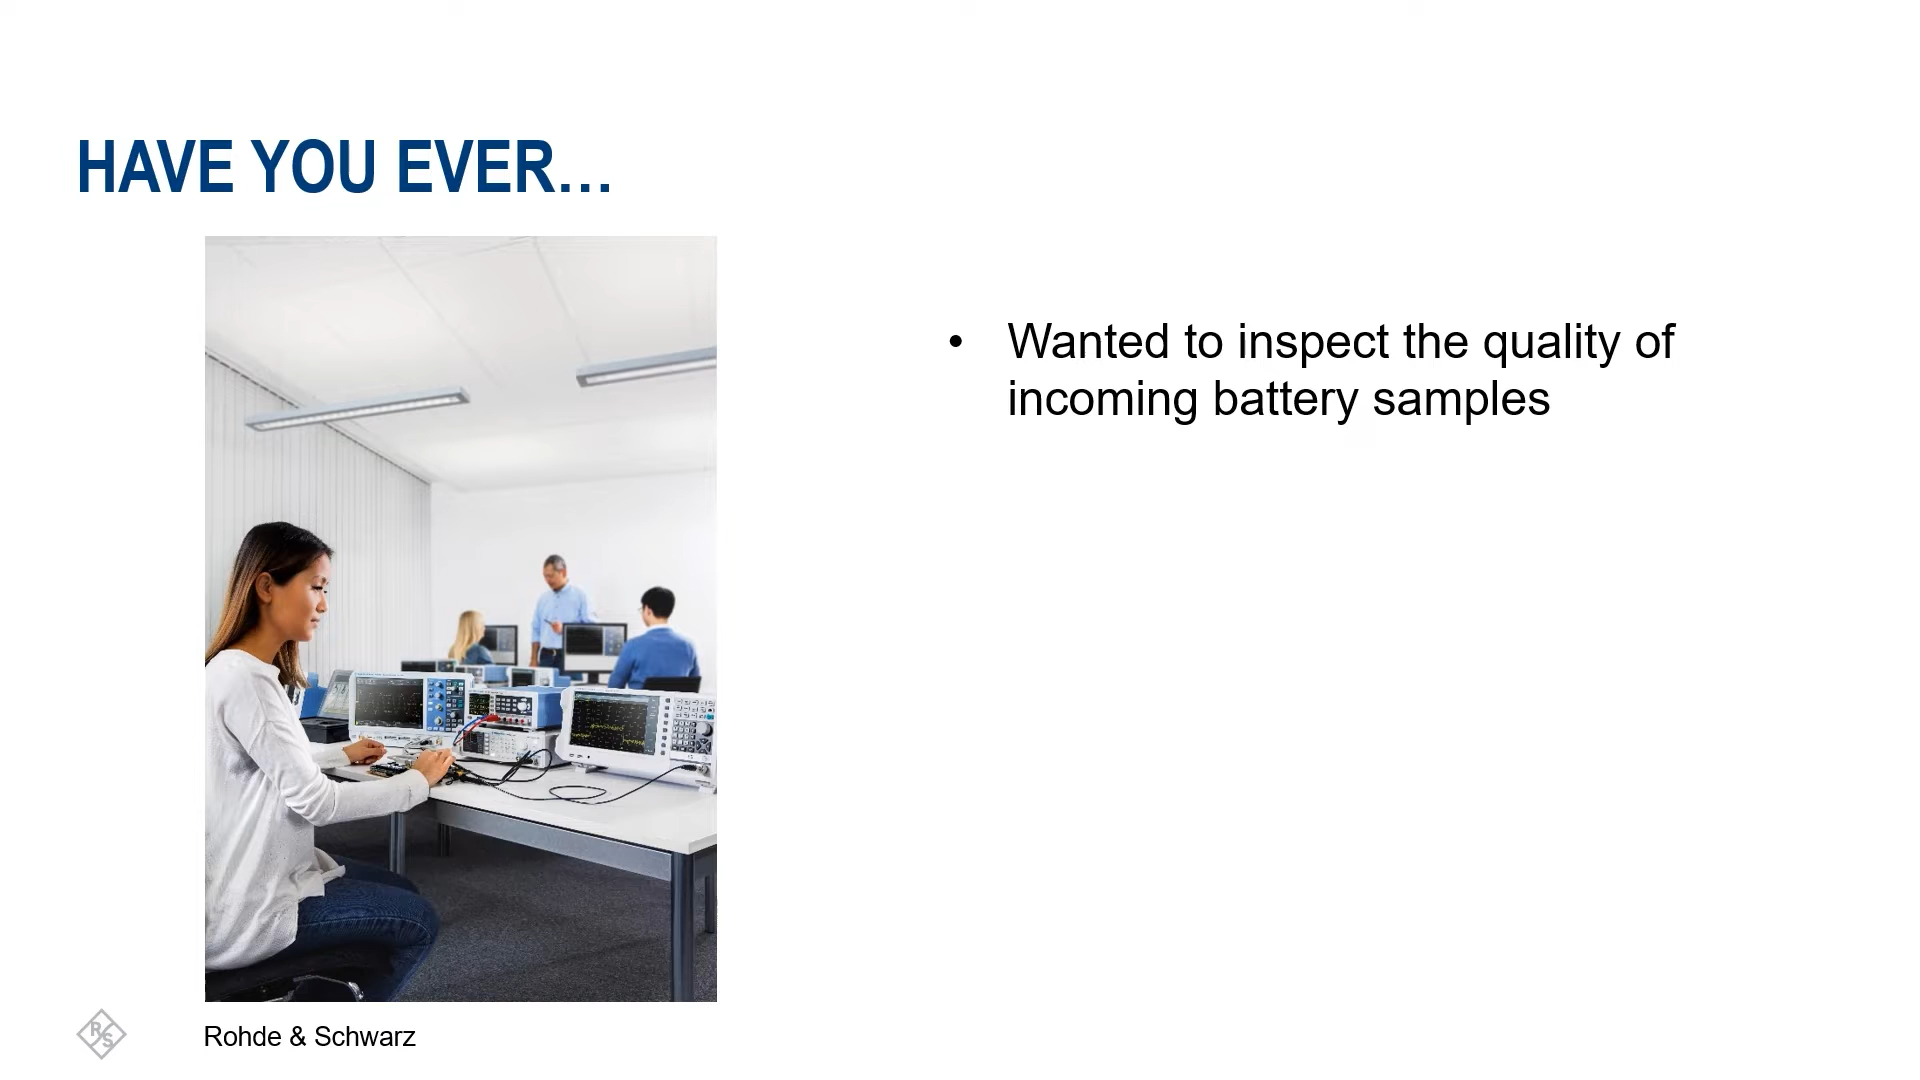 HAVE YOU EVER…
• Wanted to inspect the quality of
incoming battery samples
R S
Rohde & Schwarz